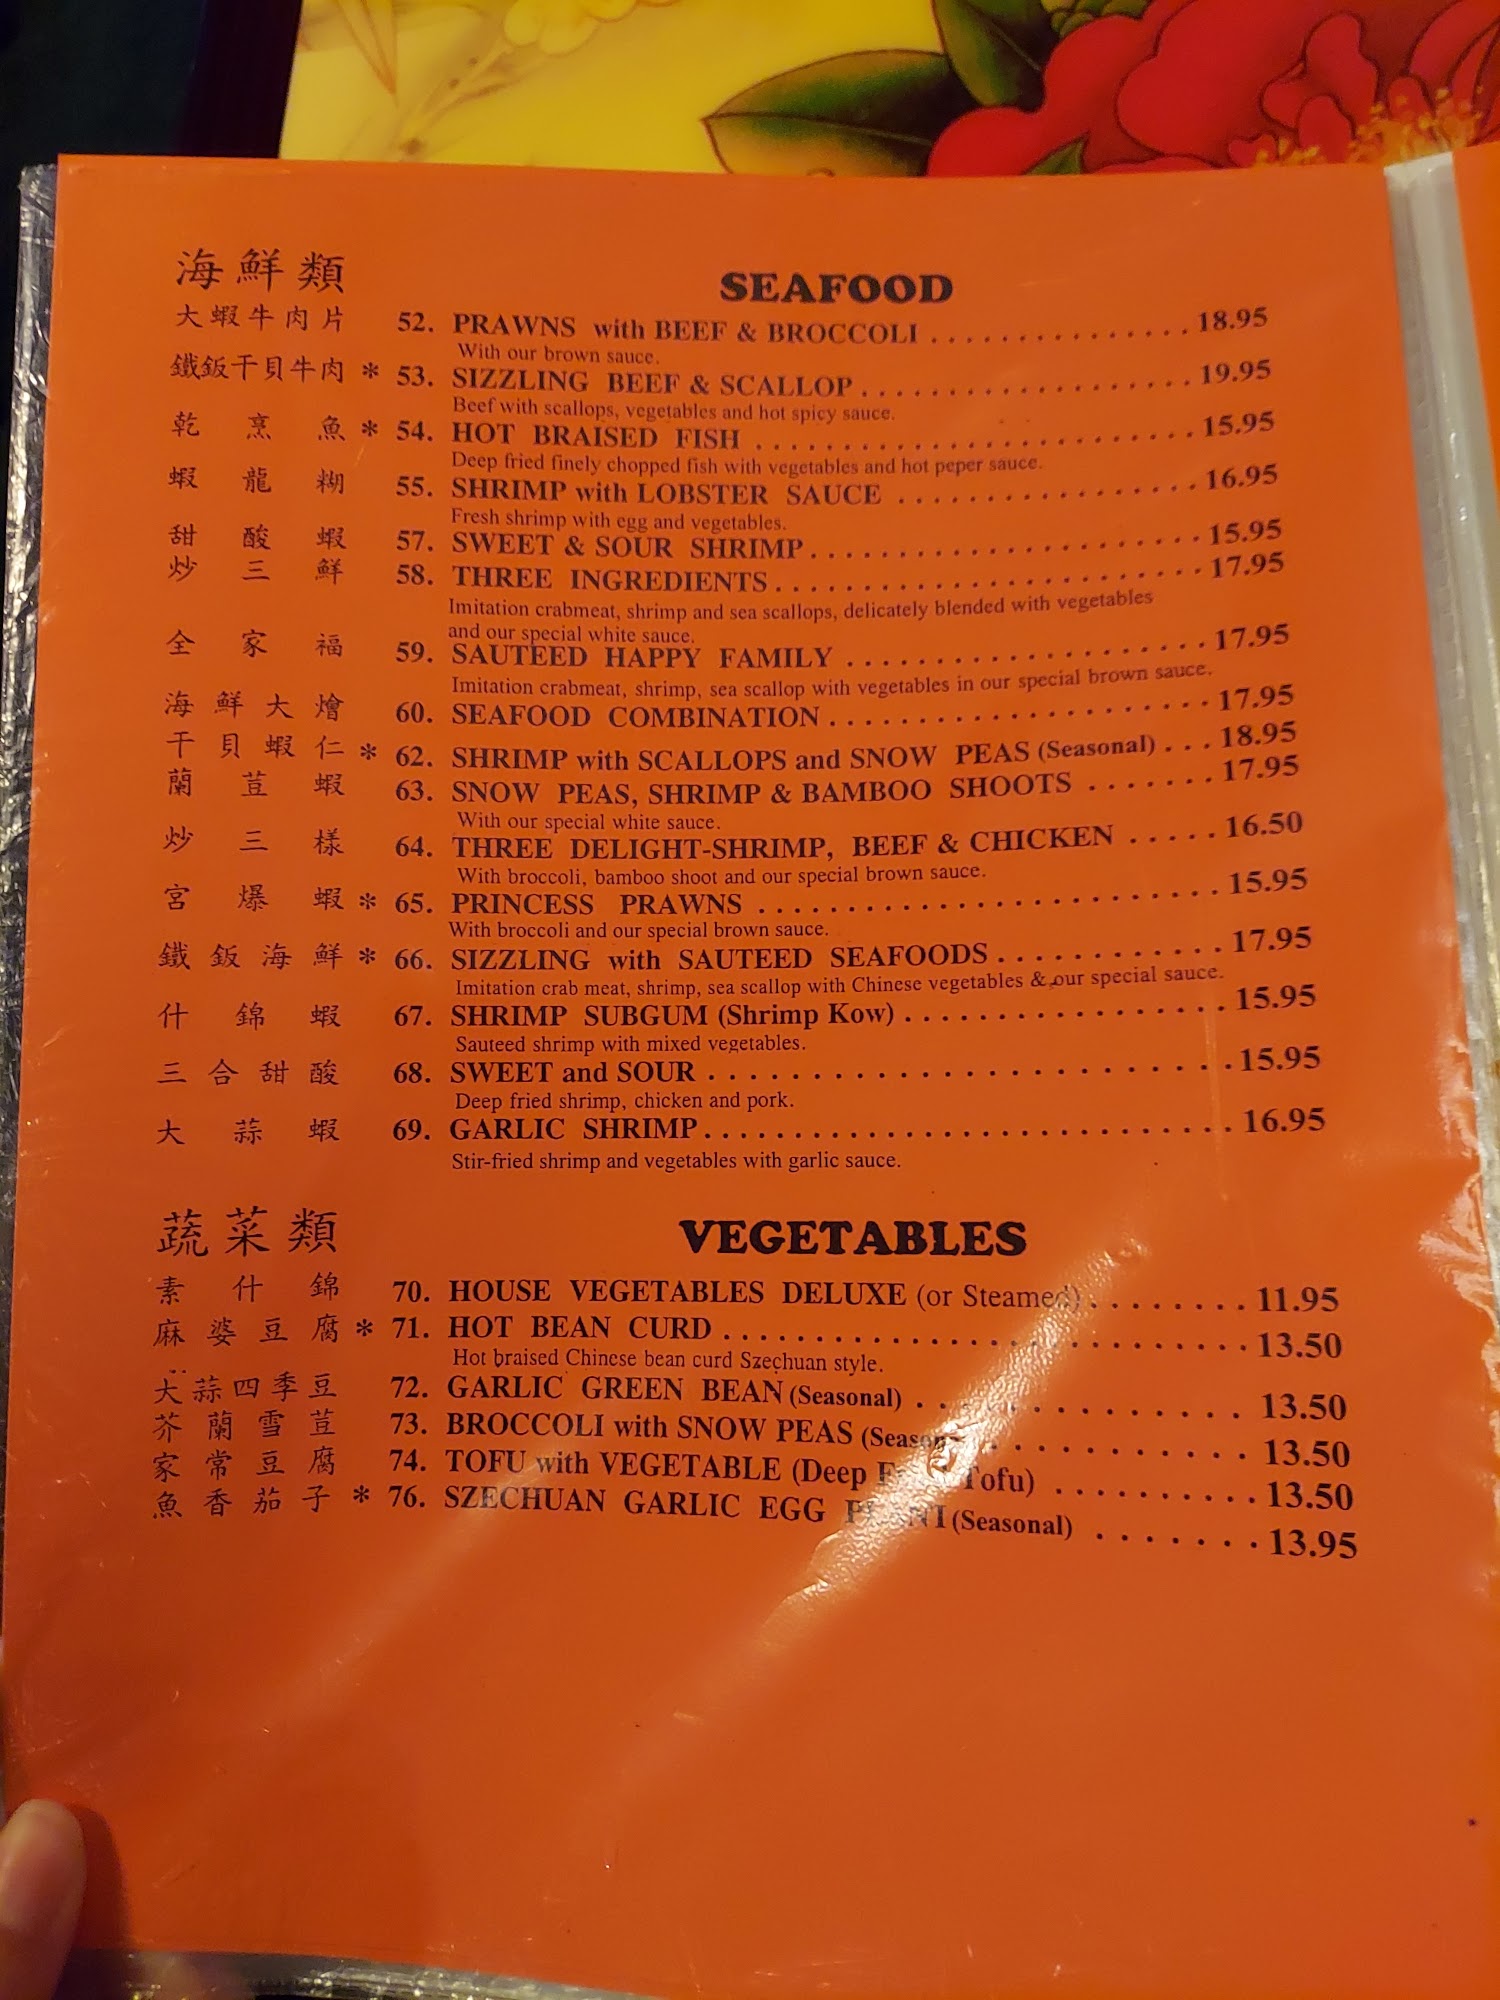 海鮮類 SEAFOOD
大蝦牛肉片 52. PRAWNS with BEEF & BROCCOLI . . . . . . . . . . . . . . . 18.95
With our brown sauce.
鐵鈑干貝牛肉 * 53. SIZZLING BEEF & SCALLOP . . . . . . . . . . . . . . . . . . . 19.95
Beef with scallops, vegetables and hot spicy sauce.
乾烹魚 * 54. HOT BRAISED FISH . . . . . . . . . . . . . . . . . . . . . . . . . 15.95
Deep fried finely chopped fish with vegetables and hot peper sauce.
蝦龍糊 55. SHRIMP with LOBSTER SAUCE . . . . . . . . . . . . . . . . . 16.95
Fresh shrimp with egg and vegetables.
甜酸蝦 57. SWEET & SOUR SHRIMP . . . . . . . . . . . . . . . . . . . . . . 15.95
炒三鮮 58. THREE INGREDIENTS . . . . . . . . . . . . . . . . . . . . . . . . 17.95
Imitation crabmeat, shrimp and sea scallops, delicately blended with vegetables
and our special white sauce.
全家福 59. SAUTEED HAPPY FAMILY . . . . . . . . . . . . . . . . . . . . 17.95
Imitation crabmeat, shrimp, sea scallop with vegetables in our special brown sauce.
海鮮大燴 60. SEAFOOD COMBINATION . . . . . . . . . . . . . . . . . . . . . 17.95
干貝蝦仁 * 62. SHRIMP with SCALLOPS and SNOW PEAS (Seasonal) . . . 18.95
蘭荳蝦 63. SNOW PEAS, SHRIMP & BAMBOO SHOOTS . . . . . . . 17.95
With our special white sauce.
炒三樣 64. THREE DELIGHT-SHRIMP, BEEF & CHICKEN . . . . . 16.50
With broccoli, bamboo shoot and our special brown sauce.
宮爆蝦 * 65. PRINCESS PRAWNS . . . . . . . . . . . . . . . . . . . . . . . . . . 15.95
With broccoli and our special brown sauce.
鐵鈑海鮮 * 66. SIZZLING with SAUTEED SEAFOODS . . . . . . . . . . . . 17.95
Imitation crab meat, shrimp, sea scallop with Chinese vegetables & our special sauce.
什錦蝦 67. SHRIMP SUBGUM (Shrimp Kow) . . . . . . . . . . . . . . . . . 15.95
Sauteed shrimp with mixed vegetables.
三合甜酸 68. SWEET and SOUR . . . . . . . . . . . . . . . . . . . . . . . . . . . . 15.95
Deep fried shrimp, chicken and pork.
大蒜蝦 69. GARLIC SHRIMP . . . . . . . . . . . . . . . . . . . . . . . . . . . . . 16.95
Stir-fried shrimp and vegetables with garlic sauce.
蔬菜類 VEGETABLES
素什錦 70. HOUSE VEGETABLES DELUXE (or Steamed) . . . . . . . . 11.95
麻婆豆腐 * 71. HOT BEAN CURD . . . . . . . . . . . . . . . . . . . . . . . . . . . . 13.50
Hot braised Chinese bean curd Szechuan style.
大蒜四季豆 72. GARLIC GREEN BEAN (Seasonal) . . . . . . . . . . . . . . . . 13.50
芥蘭雪荳 73. BROCCOLI with SNOW PEAS . . . . . . . . . . . . . . 13.50
家常豆腐 74. TOFU with VEGETABLE (Deep Tofu) . . . . . . . . . . 13.50
魚香茄子 * 76. SZECHUAN GARLIC EGG (Seasonal) . . . . . . . 13.95